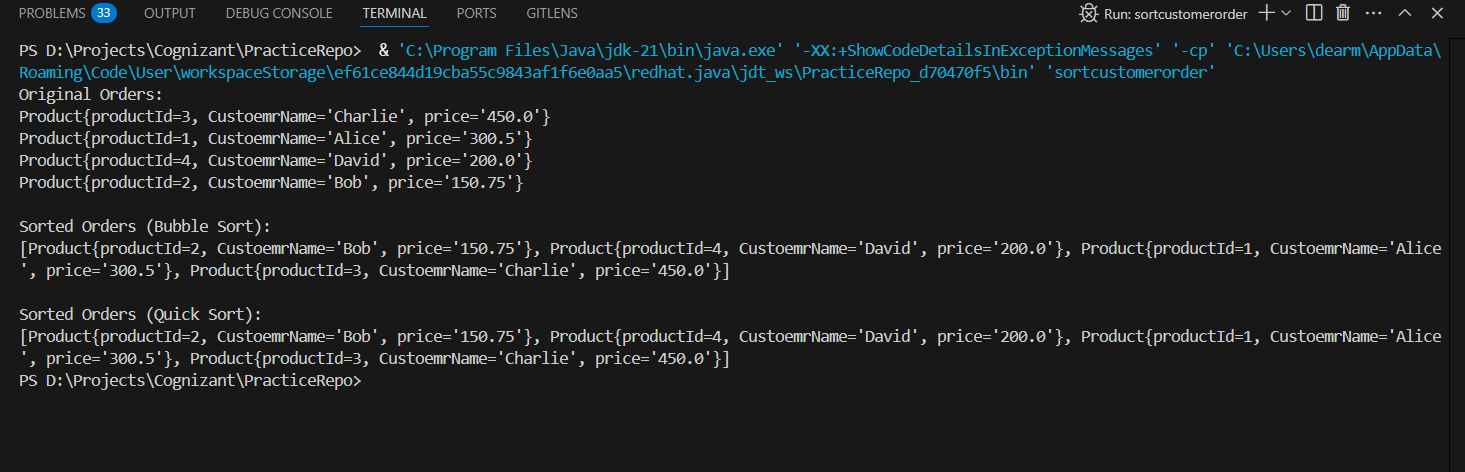 PROBLEMS 33 OUTPUT DEBUG CONSOLE TERMINAL PORTS GITLENS Run: sortcustomerorder
PS D:\Projects\Cognizant\PracticeRepo>  & 'C:\Program Files\Java\jdk-21\bin\java.exe' '-XX:+ShowCodeDetailsInExceptionMessages' '-cp' 'C:\Users\dearm\AppData\
Roaming\Code\User\workspaceStorage\ef61ce844d19cba55c9843af1f6e0aa5\redhat.java\jdt_ws\PracticeRepo_d70470f5\bin' 'sortcustomerorder'
Original Orders:
Product{productId=3, CustoemrName='Charlie', price='450.0'}
Product{productId=1, CustoemrName='Alice', price='300.5'}
Product{productId=4, CustoemrName='David', price='200.0'}
Product{productId=2, CustoemrName='Bob', price='150.75'}
Sorted Orders (Bubble Sort):
[Product{productId=2, CustoemrName='Bob', price='150.75'}, Product{productId=4, CustoemrName='David', price='200.0'}, Product{productId=1, CustoemrName='Alice
', price='300.5'}, Product{productId=3, CustoemrName='Charlie', price='450.0'}]
Sorted Orders (Quick Sort):
[Product{productId=2, CustoemrName='Bob', price='150.75'}, Product{productId=4, CustoemrName='David', price='200.0'}, Product{productId=1, CustoemrName='Alice
', price='300.5'}, Product{productId=3, CustoemrName='Charlie', price='450.0'}]
PS D:\Projects\Cognizant\PracticeRepo>